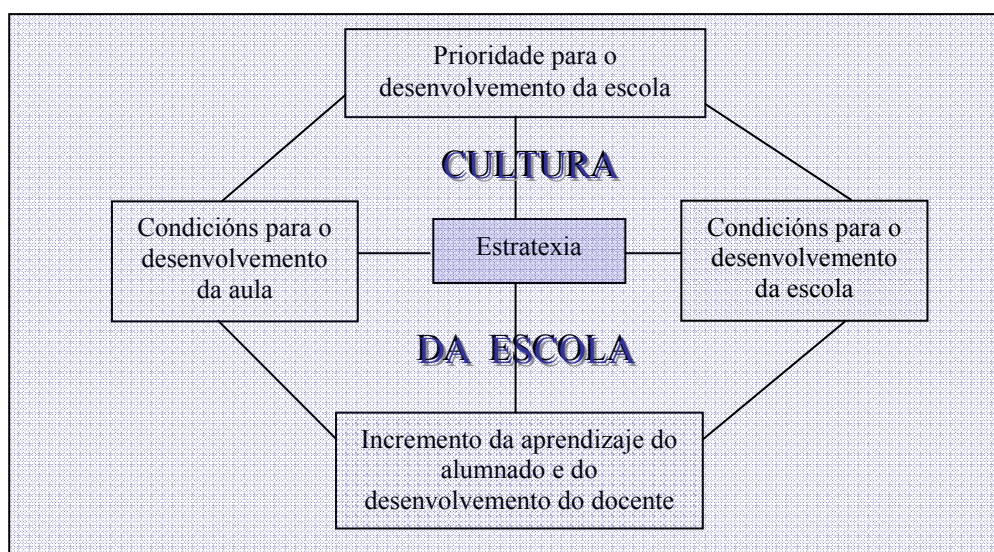 Prioridade para o
desenvolvemento da escola
CULTURA
Condicións para o
desenvolvemento
da aula
Estratexia
Condicións para o
desenvolvemento
da escola
DA ESCOLA
Incremento da aprendizaje do
alumnado e do
desenvolvemento do docente